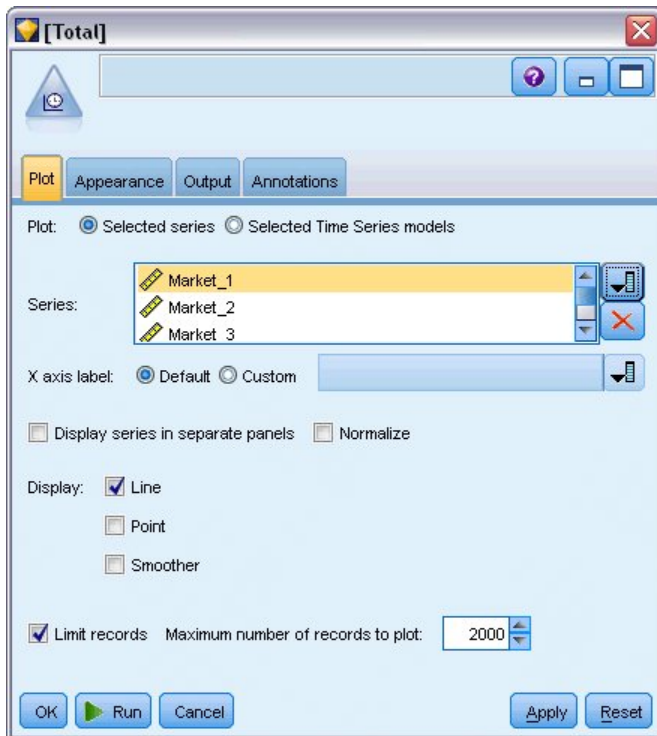 [Total]
Plot Appearance Output Annotations
Plot: Selected series Selected Time Series models
Series:
Market_1
Market_2
Market_3
X axis label: Default Custom
Display series in separate panels Normalize
Display: Line
Point
Smoother
Limit records Maximum number of records to plot: 2000
OK Run Cancel Apply Reset